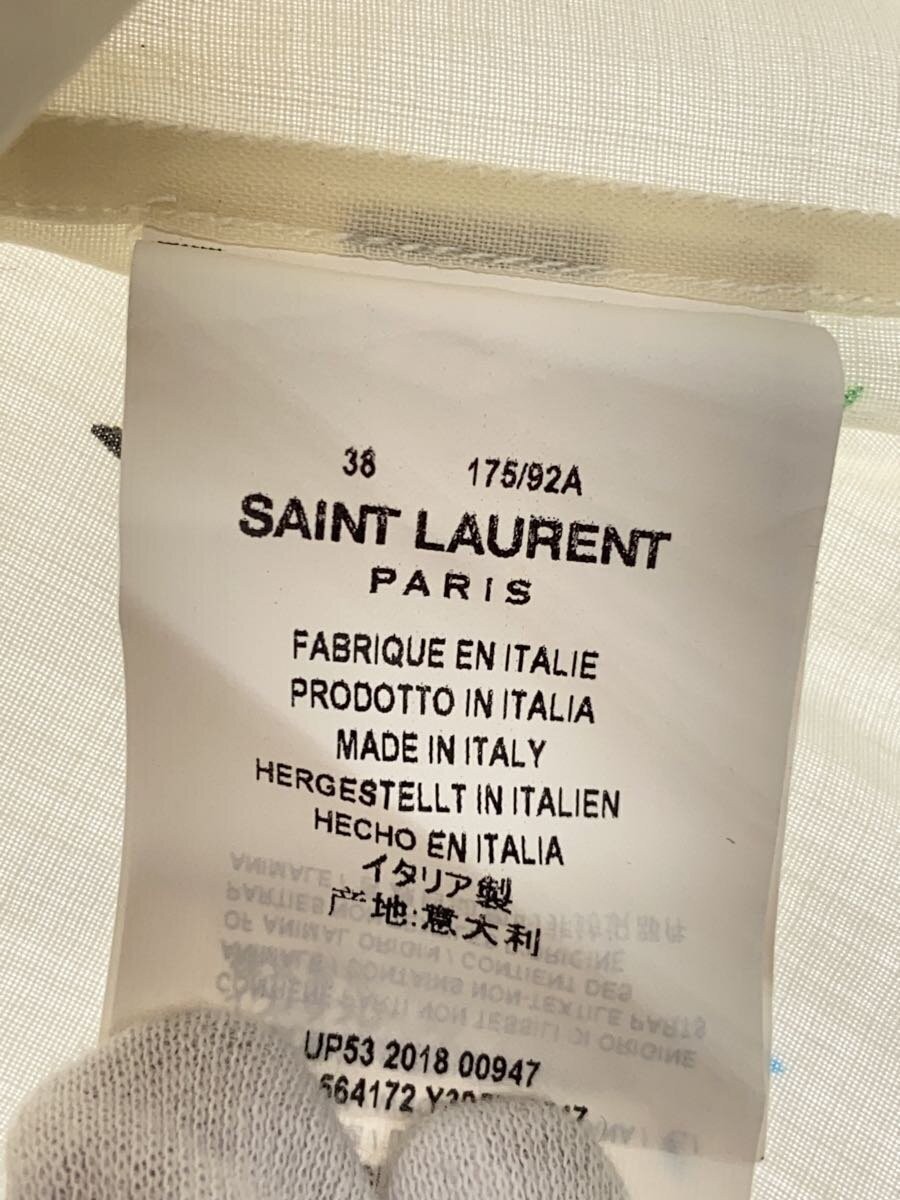 38 175/92A
SAINT LAURENT
PARIS
FABRIQUE EN ITALIE
PRODOTTO IN ITALIA
MADE IN ITALY
HERGESTELLT IN ITALIEN
HECHO EN ITALIA
イタリア製
产地:意大利
UP53 2018 00947
564172